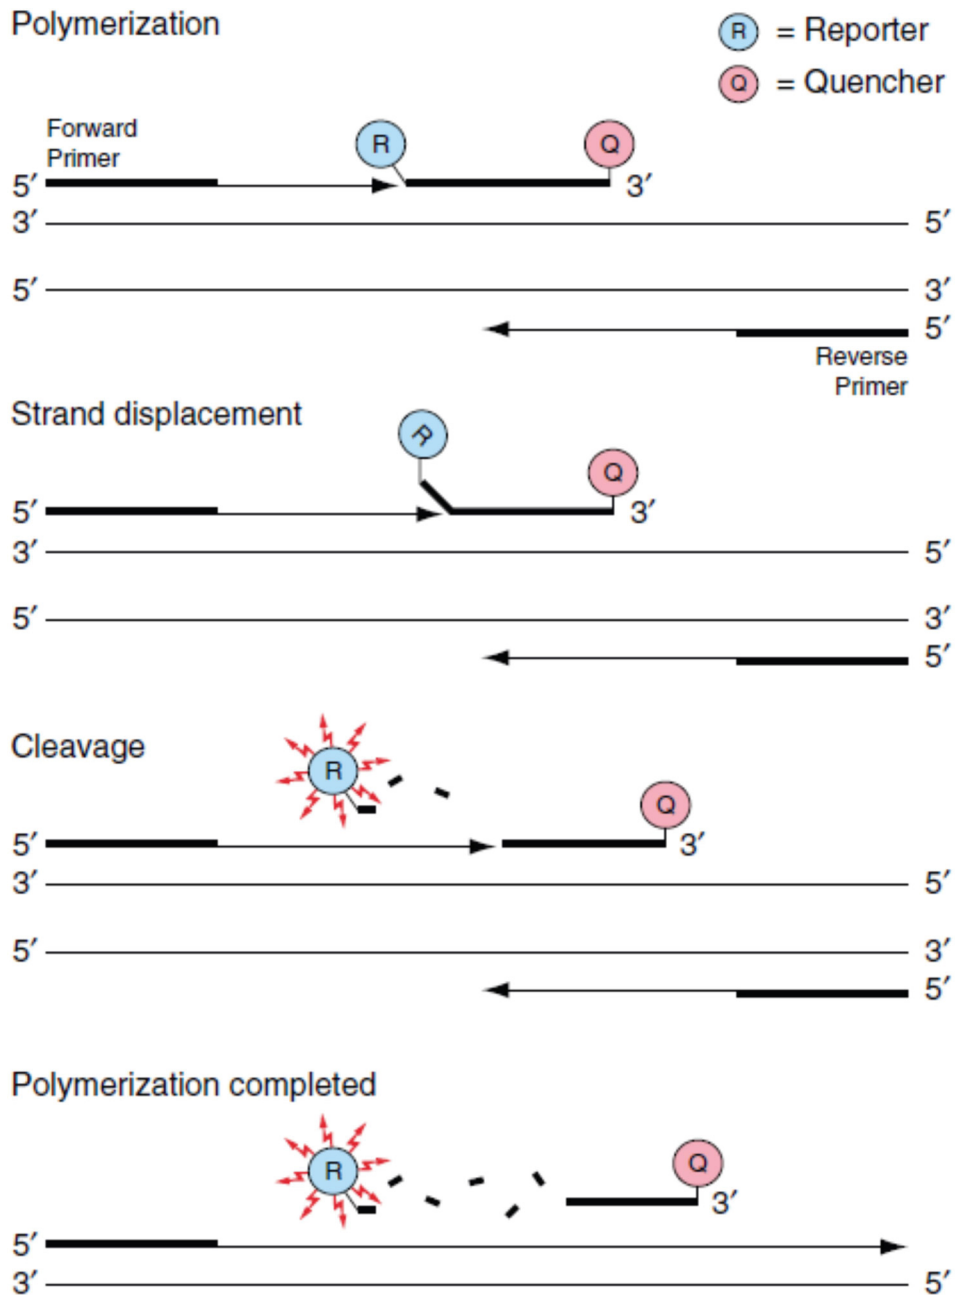 Polymerization
R = Reporter
Q = Quencher
Forward
Primer
R
Q
5′ 3′
3′ 5′
5′ 3′
5′
Reverse
Primer
Strand displacement
R
Q
5′ 3′
3′ 5′
5′ 3′
5′
Cleavage
R
Q
5′ 3′
3′ 5′
5′ 3′
5′
Polymerization completed
R
Q
3′
5′
3′ 5′